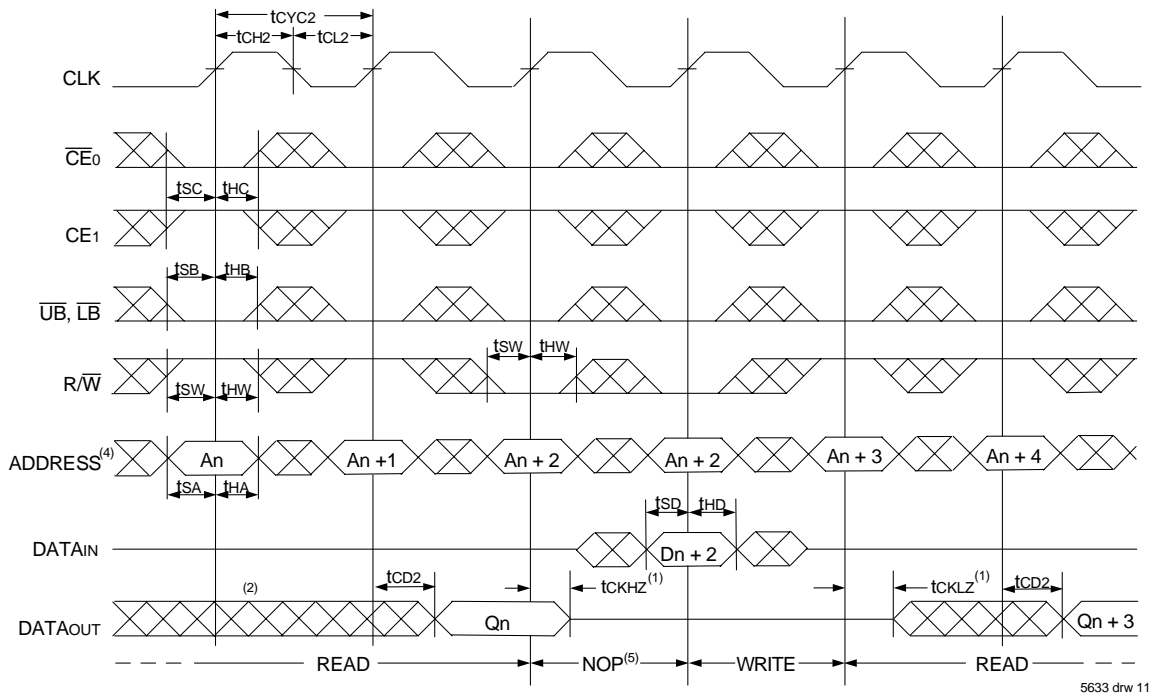 tCYC2
tCH2 tCL2
CLK
CE0
tSC tHC
CE1
tSB tHB
UB, LB
tSW tHW
R/W
tSW tHW
ADDRESS(4) An An +1 An + 2 An + 2 An + 3 An + 4
tSA tHA
tSD tHD
DATAIN Dn + 2
tCD2 tCKHZ(1) tCKLZ(1) tCD2
(2)
DATAOUT Qn Qn + 3
READ NOP(5) WRITE READ
5633 drw 11